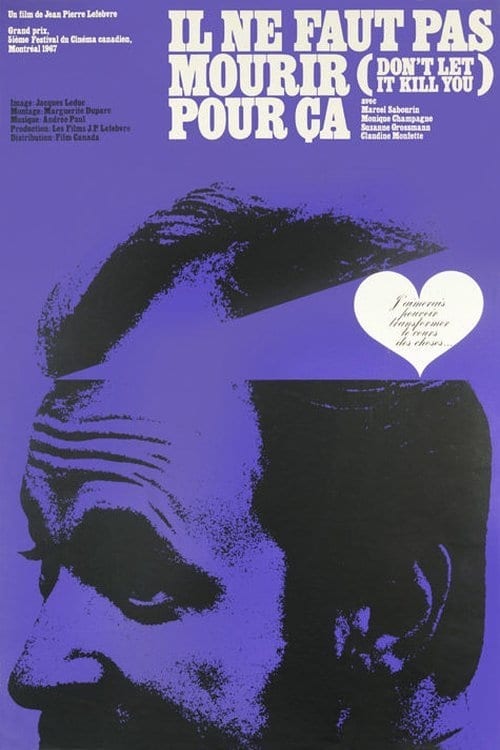 Un film de Jean Pierre Lefebvre
Grand prix,
5ième Festival du Cinéma canadien,
Montréal 1967
Image: Jacques Leduc
Montage: Marguerite Duparc
Musique: Andrée Paul
Production: Les Films J.P. Lefebvre
Distribution: Film Canada
IL NE FAUT PAS
MOURIR (DON'T LET
IT KILL YOU)
POUR ÇA
avec
Marcel Sabourin
Monique Champagne
Suzanne Grossmann
Claudine Monfette
J'aimerais
pouvoir
transformer
le cours
des choses...